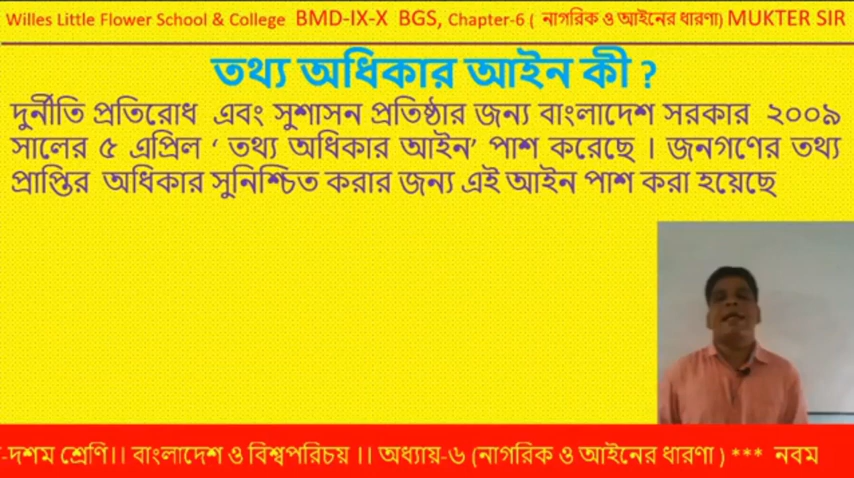 Willes Little Flower School & College BMD-IX-X BGS, Chapter-6 ( নাগরিক ও আইনের ধারণা) MUKTER SIR
তথ্য অধিকার আইন কী ?
দুর্নীতি প্রতিরোধ এবং সুশাসন প্রতিষ্ঠার জন্য বাংলাদেশ সরকার ২০০৯
সালের ৫ এপ্রিল ‘ তথ্য অধিকার আইন’ পাশ করেছে । জনগণের তথ্য
প্রাপ্তির অধিকার সুনিশ্চিত করার জন্য এই আইন পাশ করা হয়েছে
-দশম শ্রেণি।। বাংলাদেশ ও বিশ্বপরিচয় ।। অধ্যায়-৬ (নাগরিক ও আইনের ধারণা ) *** নবম